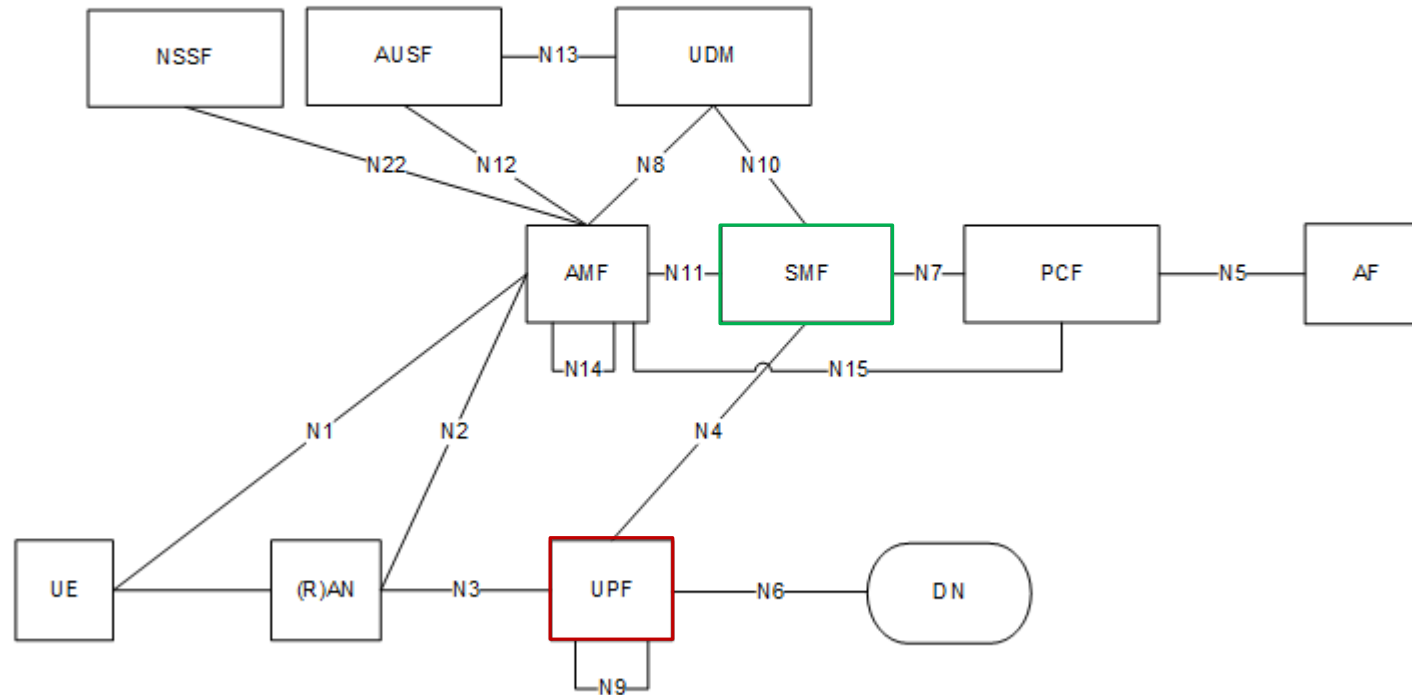 NSSF
AUSF
N13
UDM
N22
N12
N8
N10
AMF
N11
SMF
N7
PCF
N5
AF
N14
N15
N1
N2
N4
UE
(R)AN
N3
UPF
N6
DN
N9